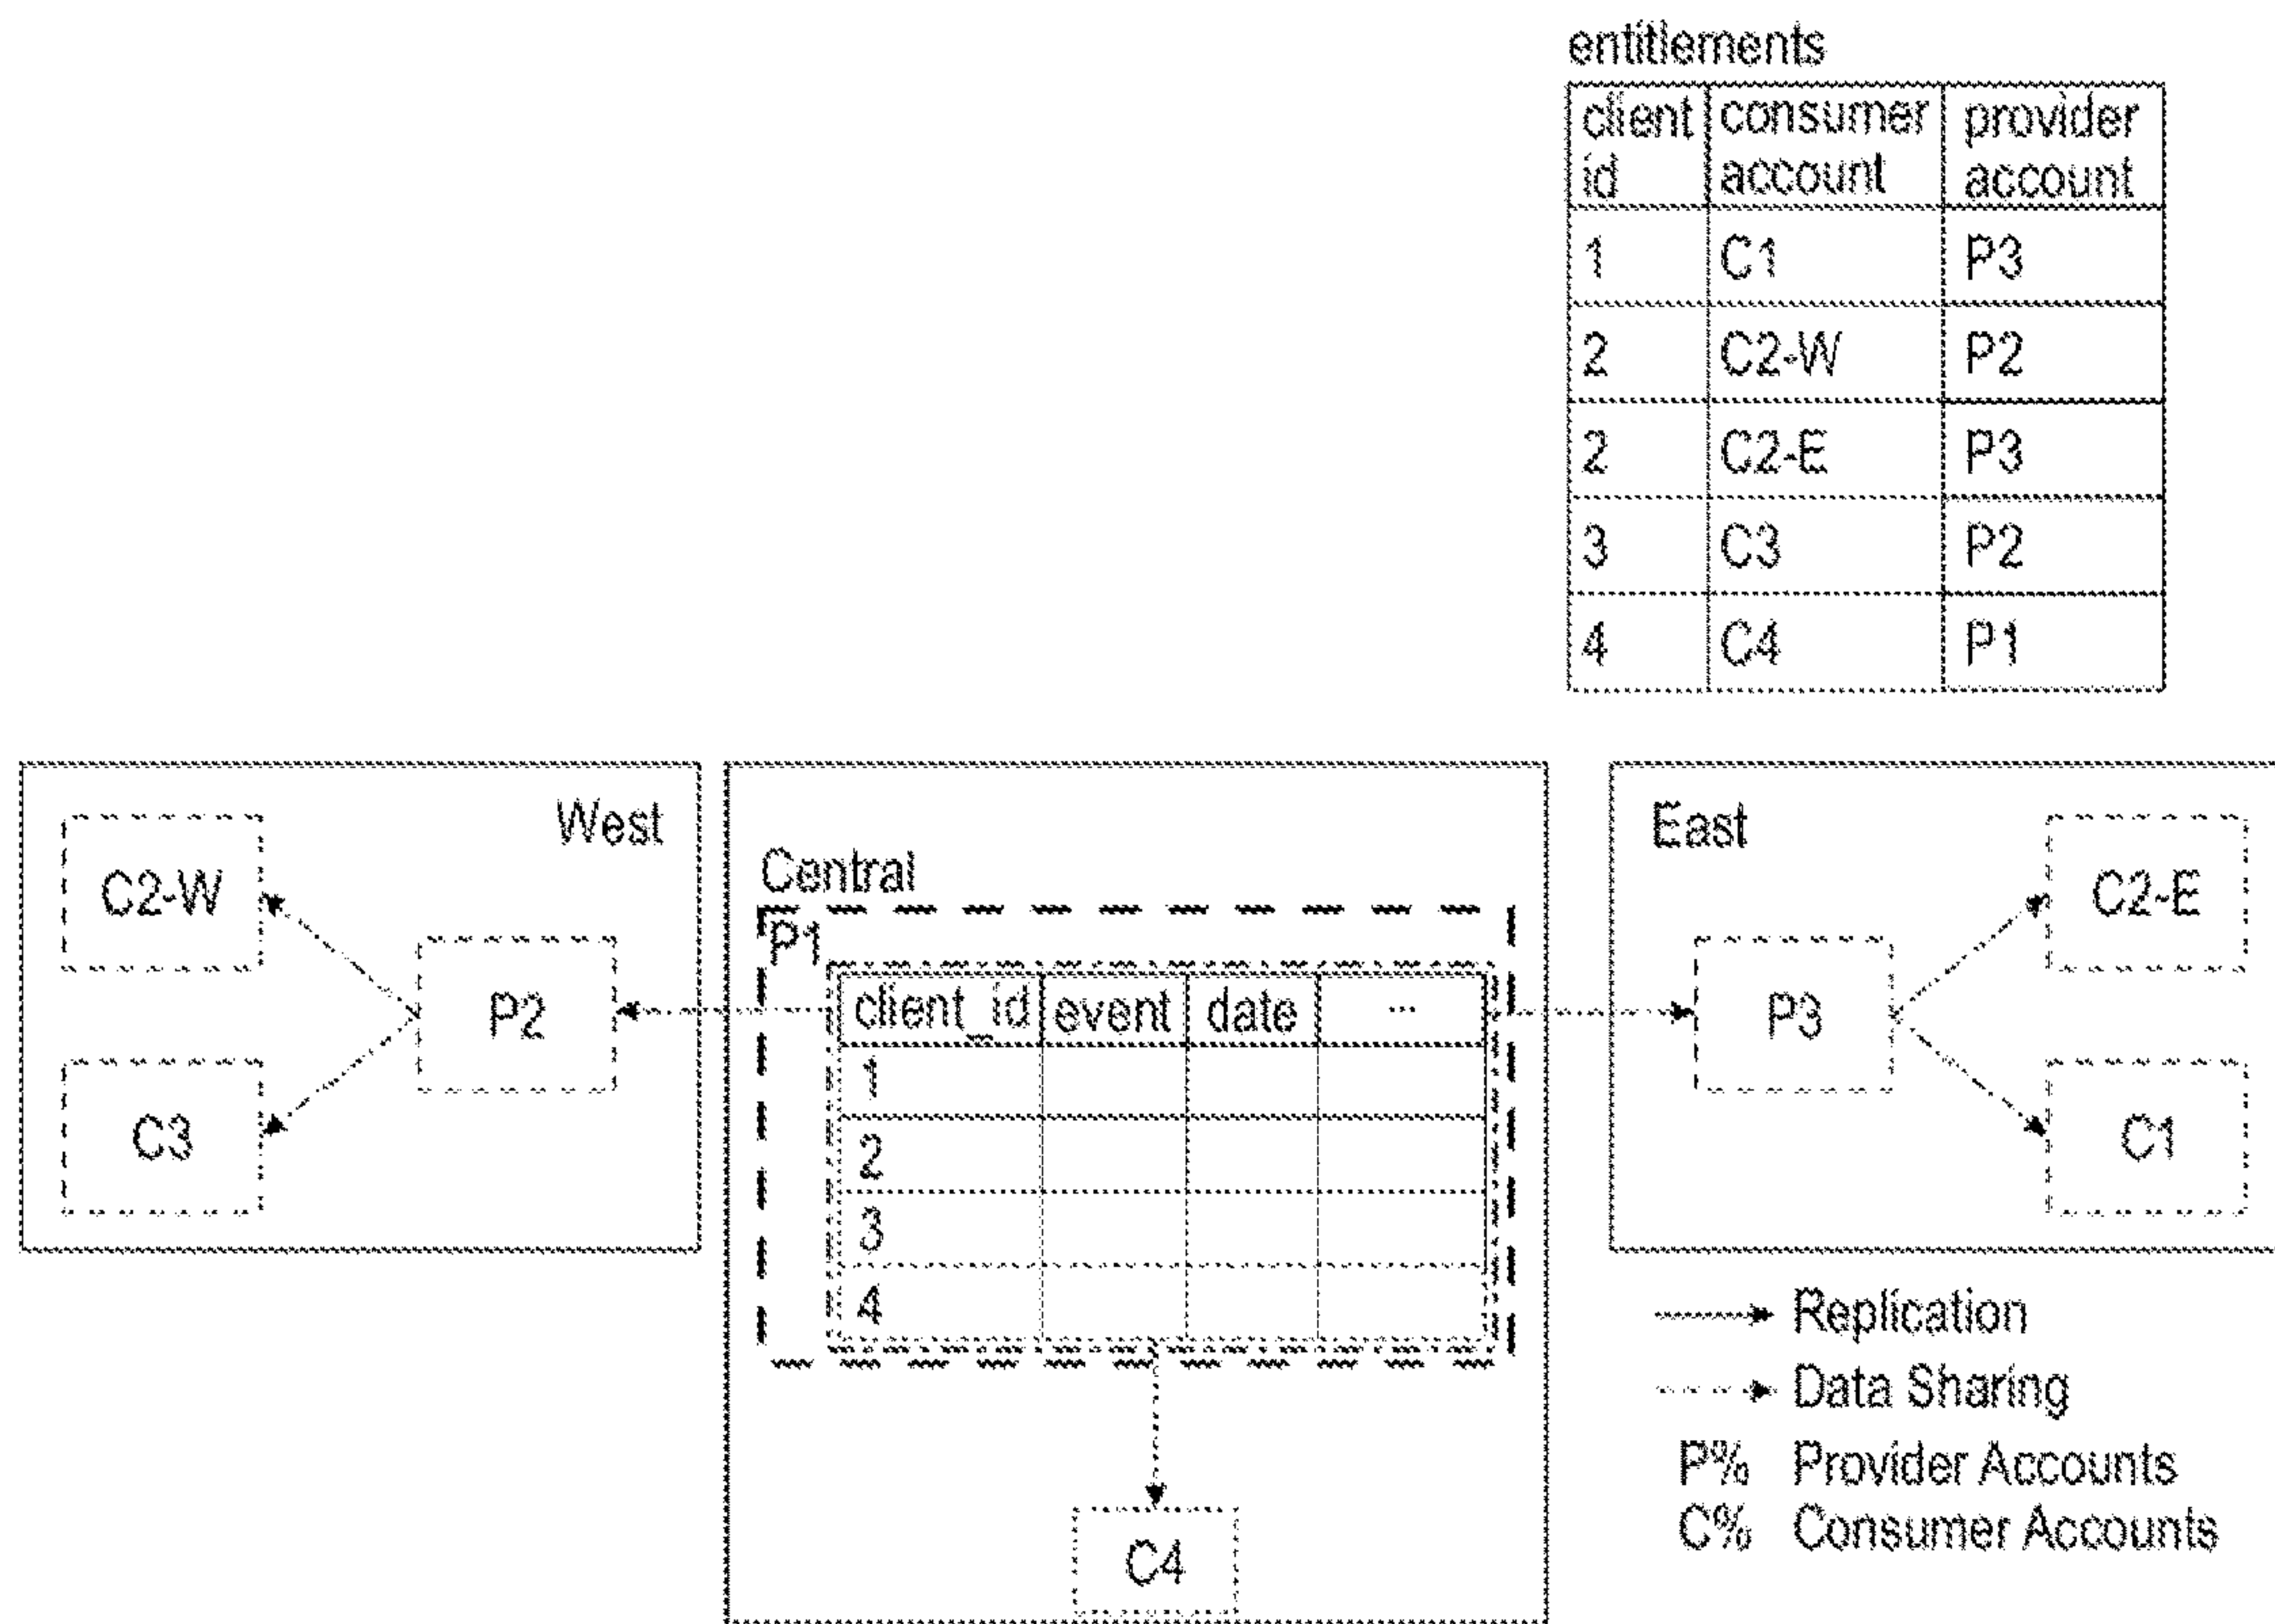 entitlements
client id consumer account provider account
1 C1 P3
2 C2-W P2
2 C2-E P3
3 C3 P2
4 C4 P1
West
C2-W
P2
C3
Central
P1
client_id event date ...
1
2
3
4
C4
East
C2-E
P3
C1
Replication
Data Sharing
P% Provider Accounts
C% Consumer Accounts